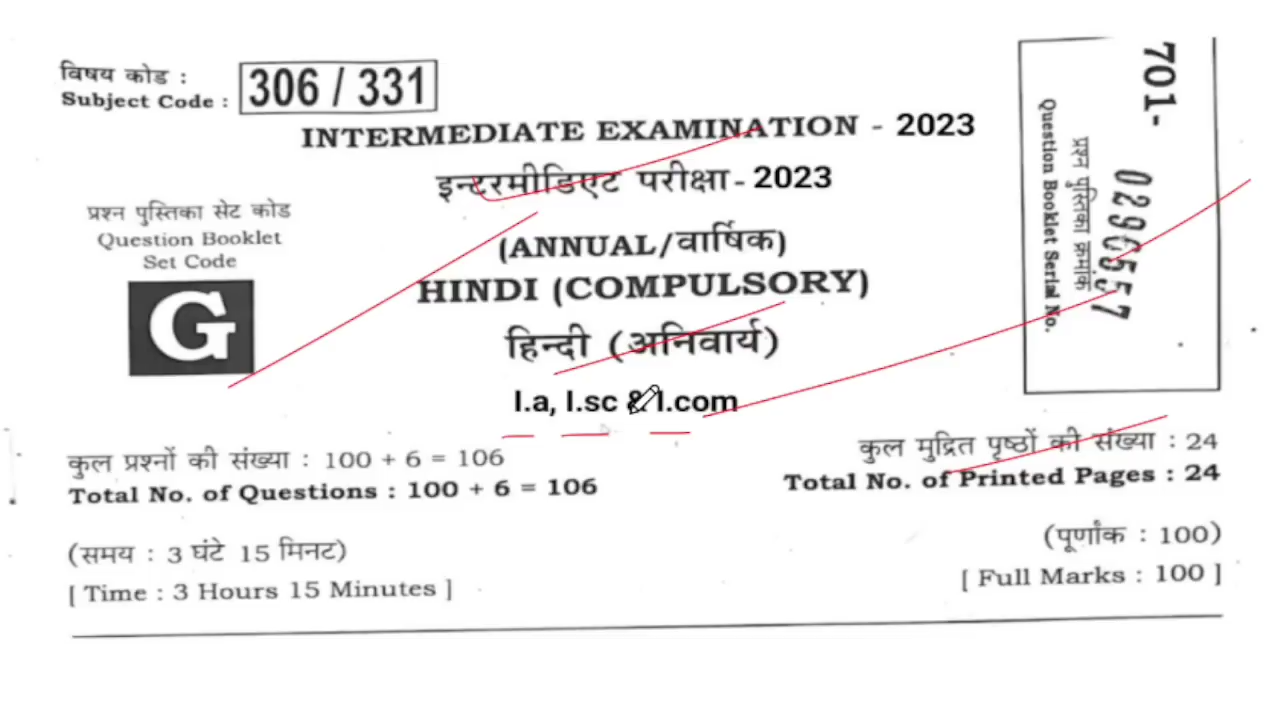 विषय कोड :
Subject Code :
306 / 331
INTERMEDIATE EXAMINATION - 2023
इन्टरमीडिएट परीक्षा - 2023
(ANNUAL/वार्षिक)
HINDI (COMPULSORY)
हिन्दी (अनिवार्य)
I.a, I.sc & I.com
प्रश्न पुस्तिका सेट कोड
Question Booklet
Set Code
G
701-
प्रश्न पुस्तिका क्रमांक
Question Booklet Serial No.
कुल प्रश्नों की संख्या : 100 + 6 = 106
Total No. of Questions : 100 + 6 = 106
कुल मुद्रित पृष्ठों की संख्या : 24
Total No. of Printed Pages : 24
(समय : 3 घंटे 15 मिनट)
[ Time : 3 Hours 15 Minutes ]
(पूर्णांक : 100)
[ Full Marks : 100 ]